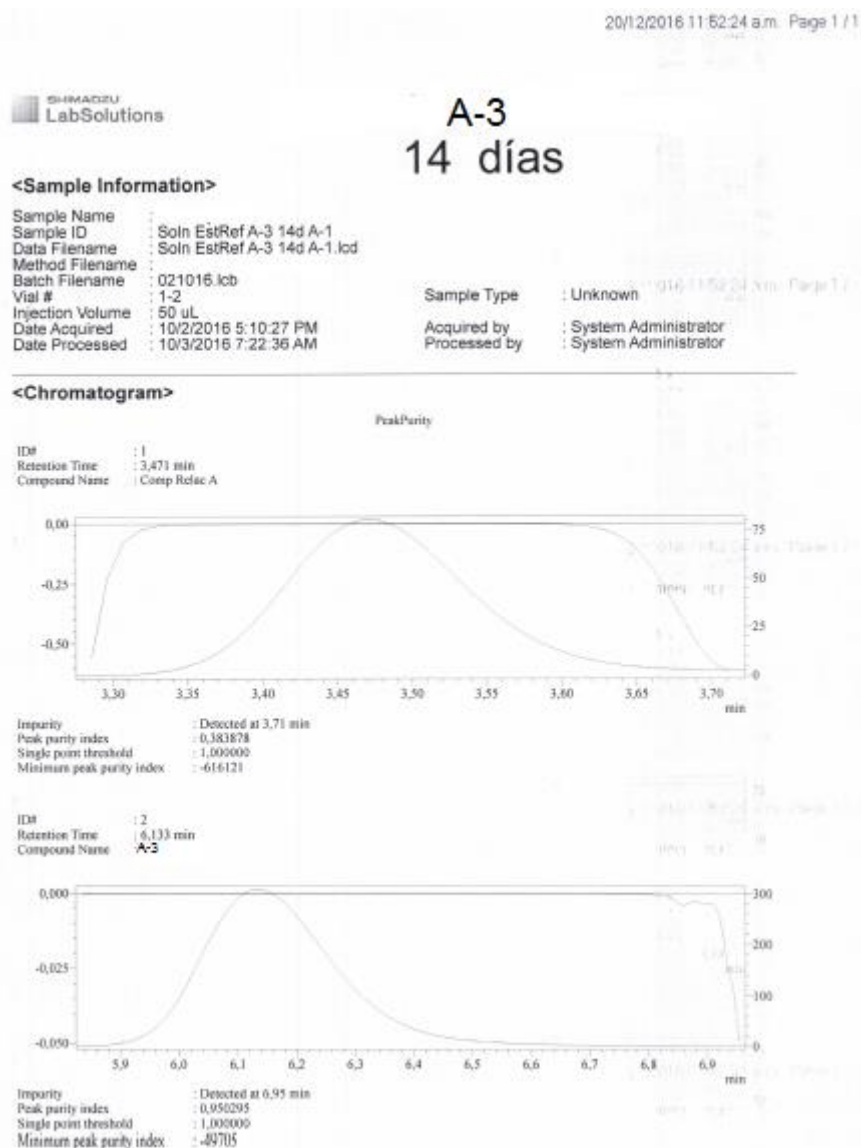 20/12/2016 11:52:24 a.m. Page 1 / 1
SHIMADZU
LabSolutions
A-3
14 días
<Sample Information>
Sample Name :
Sample ID : Soln EstRef A-3 14d A-1
Data Filename : Soln EstRef A-3 14d A-1.lcd
Method Filename :
Batch Filename : 021016.lcb
Vial # : 1-2
Sample Type : Unknown
Injection Volume : 50 uL
Date Acquired : 10/2/2016 5:10:27 PM
Acquired by : System Administrator
Date Processed : 10/3/2016 7:22:36 AM
Processed by : System Administrator
<Chromatogram>
PeakPurity
ID# : 1
Retention Time : 3,471 min
Compound Name : Comp Relac A
0,00 75
-0,25 50
25
-0,50
0
3,30 3,35 3,40 3,45 3,50 3,55 3,60 3,65 3,70
min
Impurity : Detected at 3,71 min
Peak purity index : 0,383878
Single point threshold : 1,000000
Minimum peak purity index : -616121
ID# : 2
Retention Time : 6,133 min
Compound Name A-3
0,000 300
200
-0,025
100
-0,050 0
5,9 6,0 6,1 6,2 6,3 6,4 6,5 6,6 6,7 6,8 6,9
min
Impurity : Detected at 6,95 min
Peak purity index : 0,950295
Single point threshold : 1,000000
Minimum peak purity index : -49705